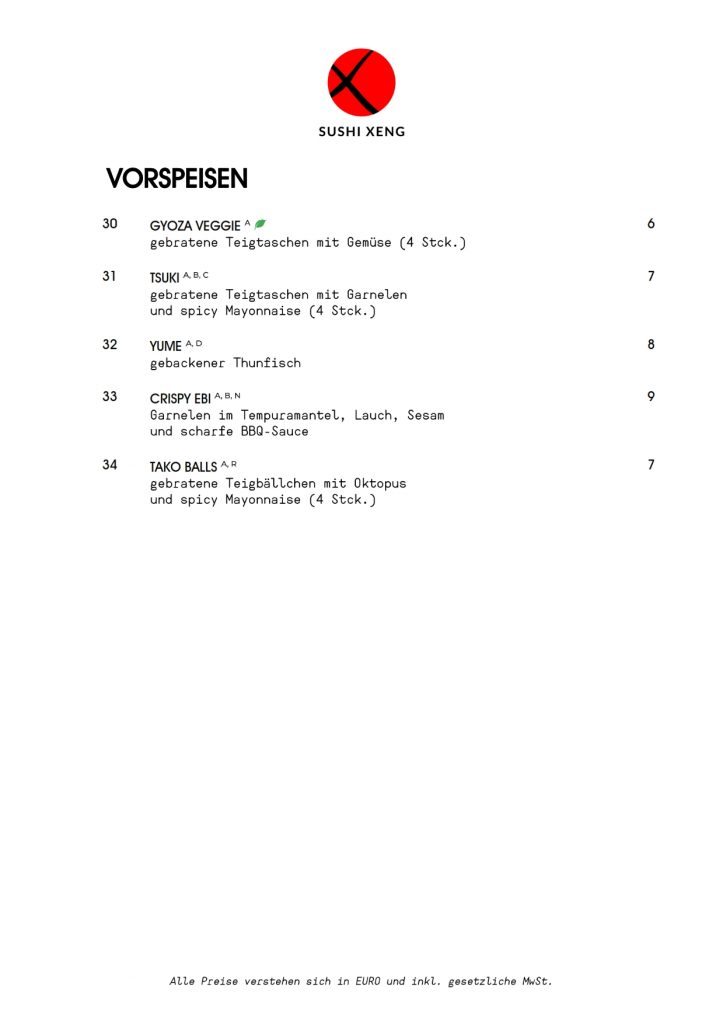 SUSHI XENG
VORSPEISEN
30 GYOZA VEGGIE A 6
gebratene Teigtaschen mit Gemüse (4 Stck.)
31 TSUKI A, B, C 7
gebratene Teigtaschen mit Garnelen
und spicy Mayonnaise (4 Stck.)
32 YUME A, D 8
gebackener Thunfisch
33 CRISPY EBI A, B, N 9
Garnelen im Tempuramantel, Lauch, Sesam
und scharfe BBQ-Sauce
34 TAKO BALLS A, R 7
gebratene Teigbällchen mit Oktopus
und spicy Mayonnaise (4 Stck.)
Alle Preise verstehen sich in EURO und inkl. gesetzliche MwSt.